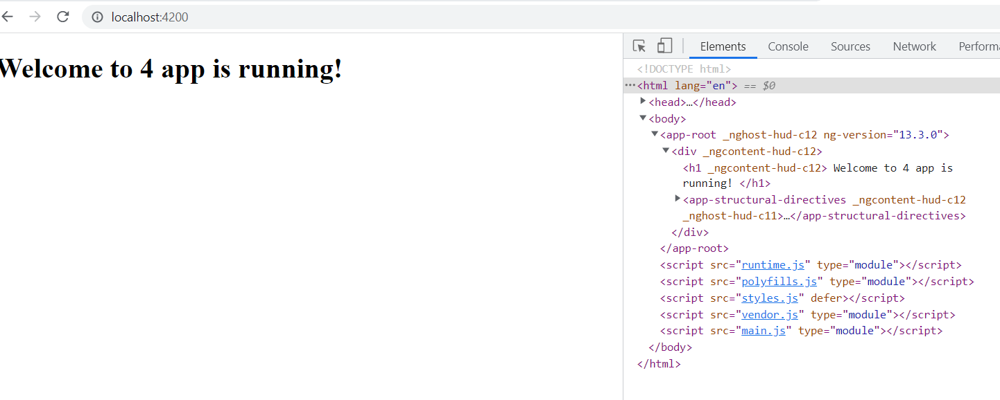 localhost:4200
Welcome to 4 app is running!
Elements Console Sources Network Performa
<!DOCTYPE html>
<html lang="en"> == $0
<head>…</head>
<body>
<app-root _nghost-hud-c12 ng-version="13.3.0">
<div _ngcontent-hud-c12>
<h1 _ngcontent-hud-c12> Welcome to 4 app is
running! </h1>
<app-structural-directives _ngcontent-hud-c12
_nghost-hud-c11>…</app-structural-directives>
</div>
</app-root>
<script src="runtime.js" type="module"></script>
<script src="polyfills.js" type="module"></script>
<script src="styles.js" defer></script>
<script src="vendor.js" type="module"></script>
<script src="main.js" type="module"></script>
</body>
</html>